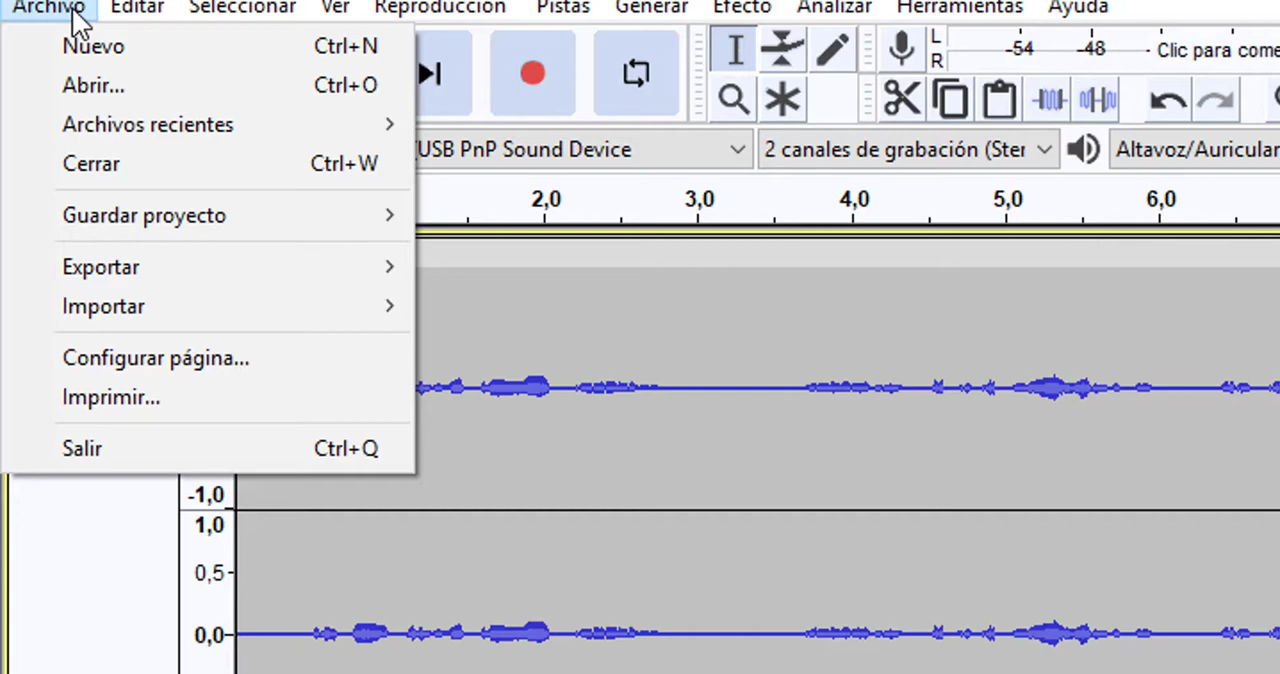 Archivo Editar Seleccionar Ver Reproducción Pistas Generar Efecto Analizar Herramientas Ayuda
Nuevo Ctrl+N
Abrir... Ctrl+O
Archivos recientes
Cerrar Ctrl+W
Guardar proyecto
Exportar
Importar
Configurar página...
Imprimir...
Salir Ctrl+Q
L
R
-54 -48 Clic para come
USB PnP Sound Device 2 canales de grabación (Ster Altavoz/Auricular
2,0 3,0 4,0 5,0 6,0
-1,0
1,0
0,5
0,0